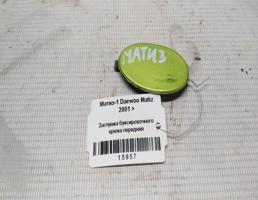 МАТИЗ
Матиз-1 Daewoo Matiz
2001 >
Заглушка буксировочного
крюка передняя
15957